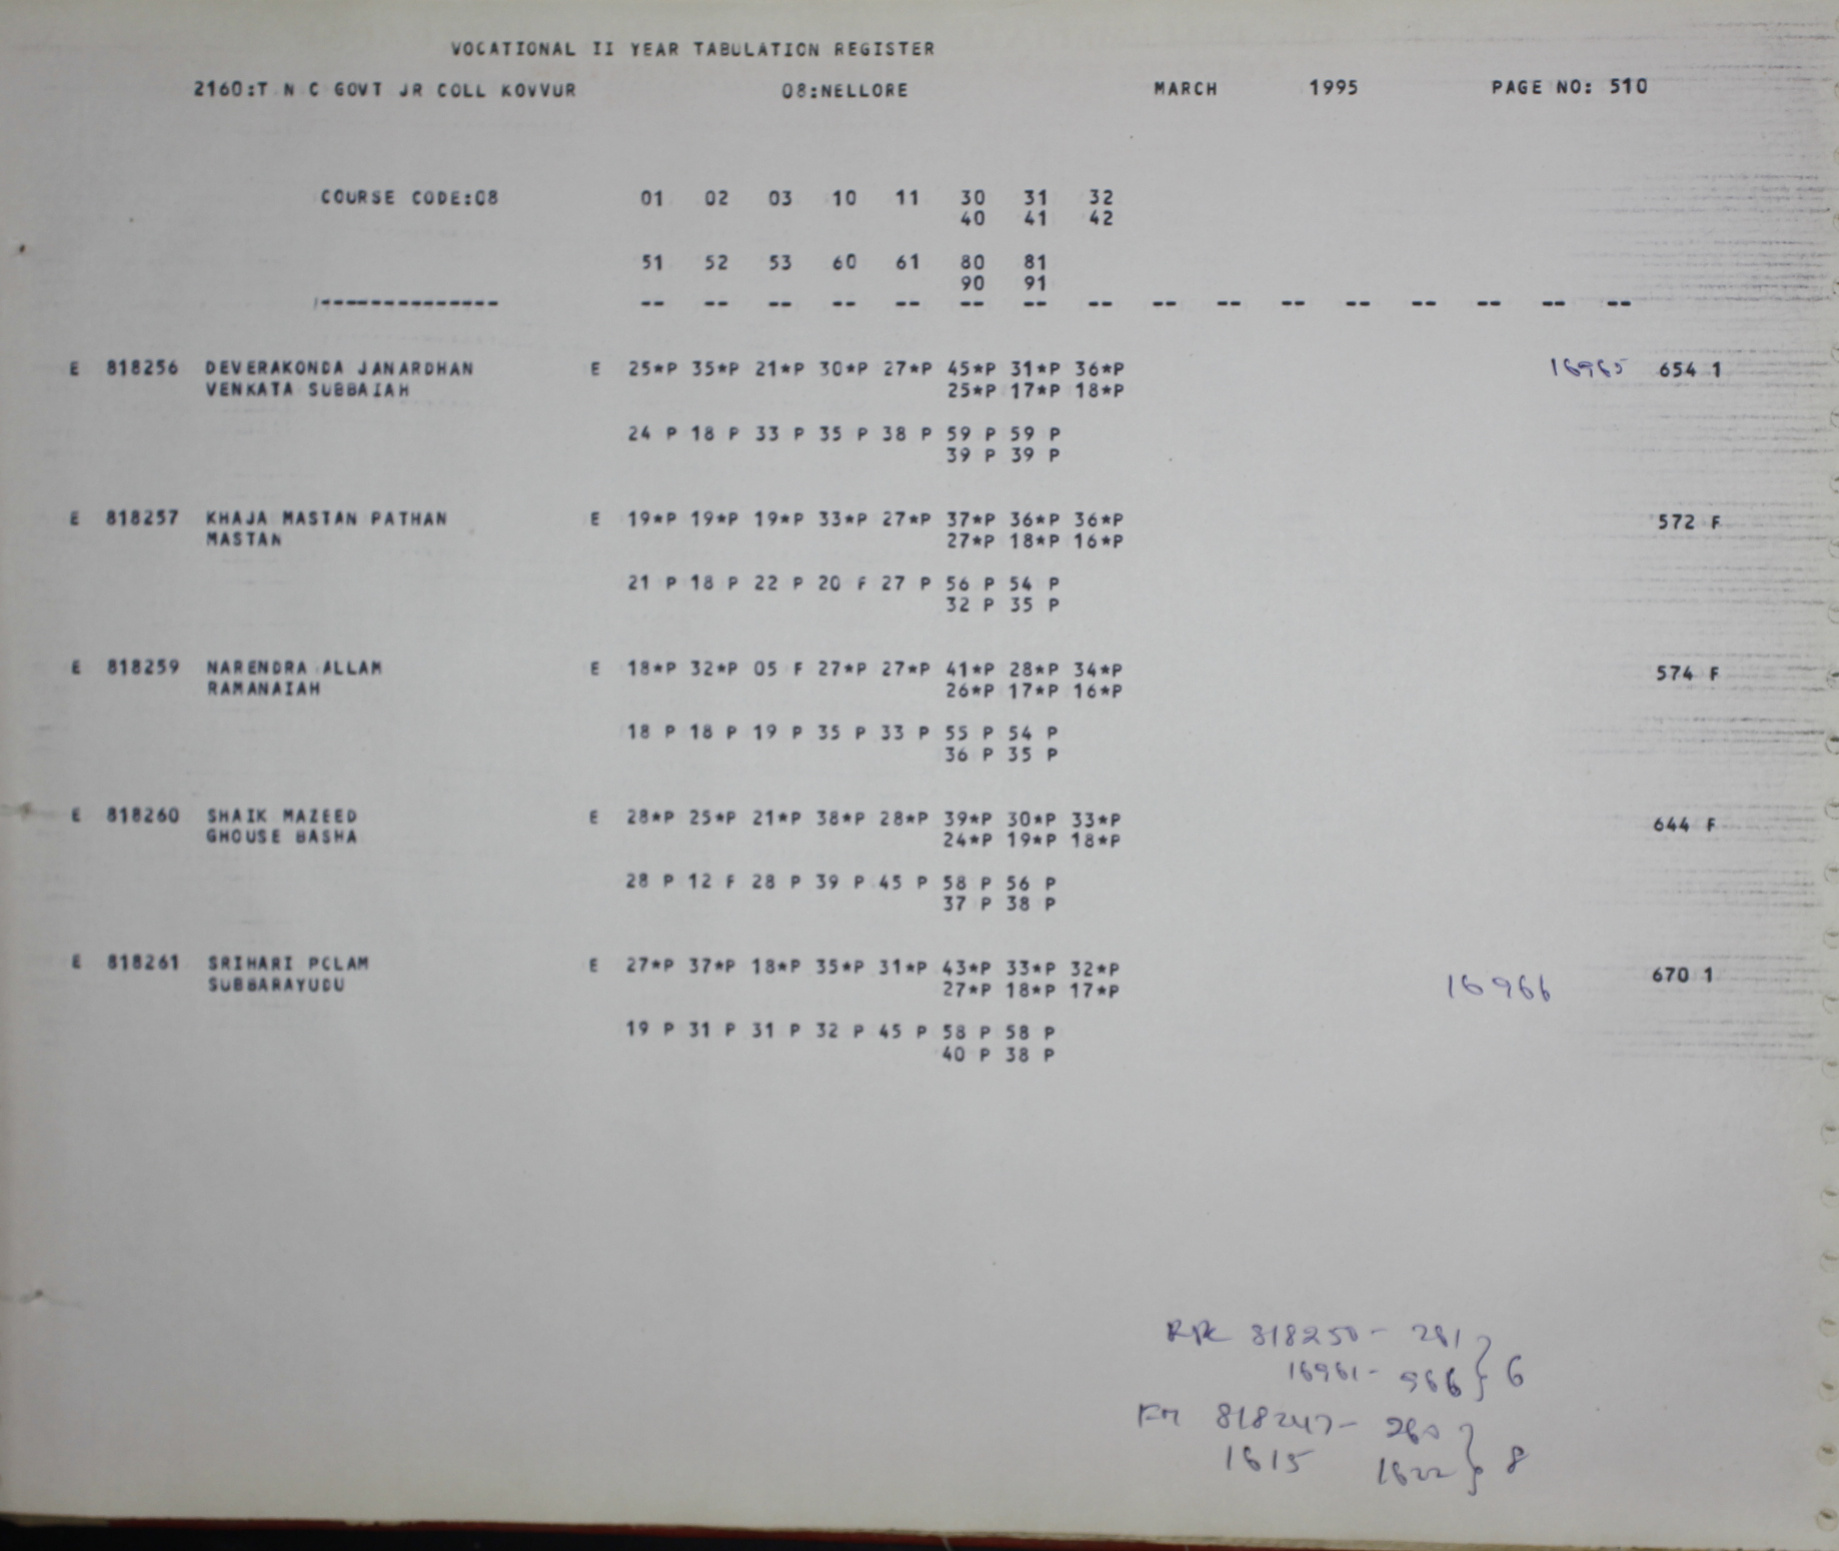 VOCATIONAL II YEAR TABULATION REGISTER
2160:T N C GOVT JR COLL KOVVUR 08:NELLORE MARCH 1995 PAGE NO: 510
COURSE CODE:08 01 02 03 10 11 30 31 32
40 41 42
51 52 53 60 61 80 81
90 91
-------------- -- -- -- -- -- -- -- -- -- -- -- -- -- -- -- --
E 818256 DEVERAKONDA JANARDHAN E 25*P 35*P 21*P 30*P 27*P 45*P 31*P 36*P 16965 654 1
VENKATA SUBBAIAH 25*P 17*P 18*P
24 P 18 P 33 P 35 P 38 P 59 P 59 P
39 P 39 P
E 818257 KHAJA MASTAN PATHAN E 19*P 19*P 19*P 33*P 27*P 37*P 36*P 36*P 572 F
MASTAN 27*P 18*P 16*P
21 P 18 P 22 P 20 F 27 P 56 P 54 P
32 P 35 P
E 818259 NARENDRA ALLAM E 18*P 32*P 05 F 27*P 27*P 41*P 28*P 34*P 574 F
RAMANAIAH 26*P 17*P 16*P
18 P 18 P 19 P 35 P 33 P 55 P 54 P
36 P 35 P
E 818260 SHAIK MAZEED E 28*P 25*P 21*P 38*P 28*P 39*P 30*P 33*P 644 F
GHOUSE BASHA 24*P 19*P 18*P
28 P 12 F 28 P 39 P 45 P 58 P 56 P
37 P 38 P
E 818261 SRIHARI POLAM E 27*P 37*P 18*P 35*P 31*P 43*P 33*P 32*P 670 1
SUBBARAYUDU 27*P 18*P 17*P 16966
19 P 31 P 31 P 32 P 45 P 58 P 58 P
40 P 38 P
818250 - 261
16961 - 966 } 6
FM 818247 - 260
1615 1622 } 8